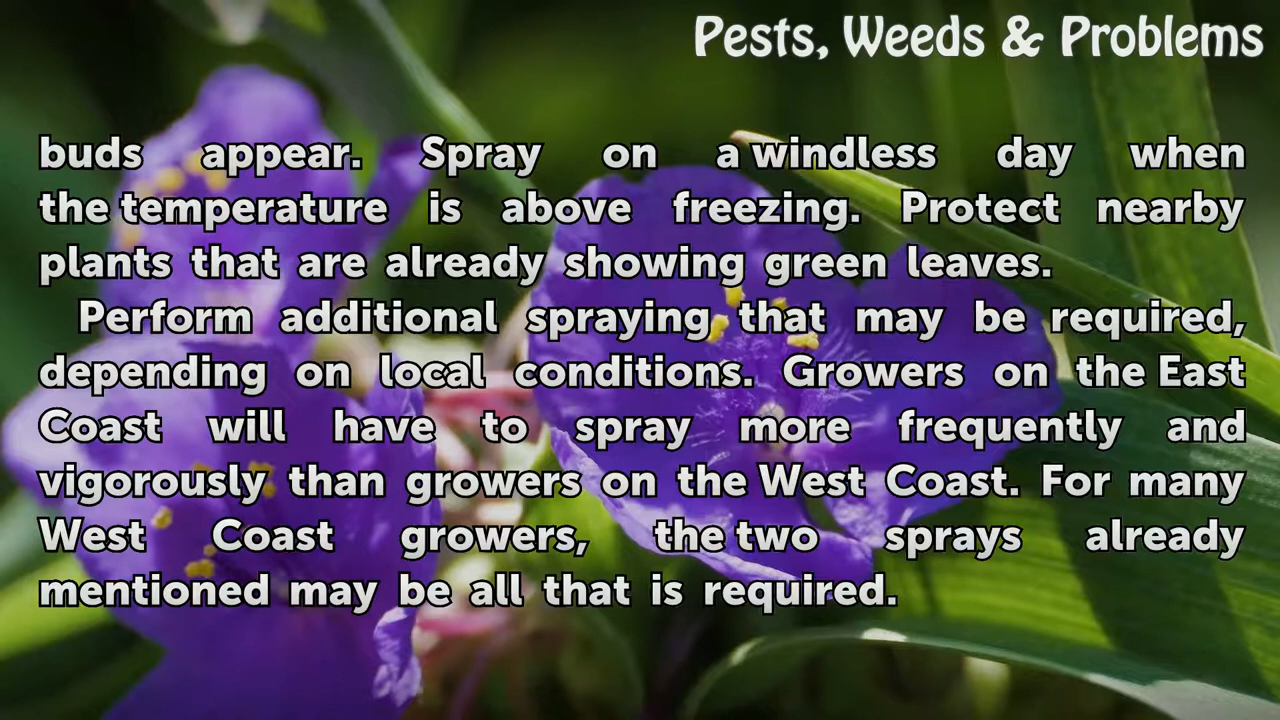 Pests, Weeds & Problems
buds appear. Spray on a windless day when
the temperature is above freezing. Protect nearby
plants that are already showing green leaves.
Perform additional spraying that may be required,
depending on local conditions. Growers on the East
Coast will have to spray more frequently and
vigorously than growers on the West Coast. For many
West Coast growers, the two sprays already
mentioned may be all that is required.